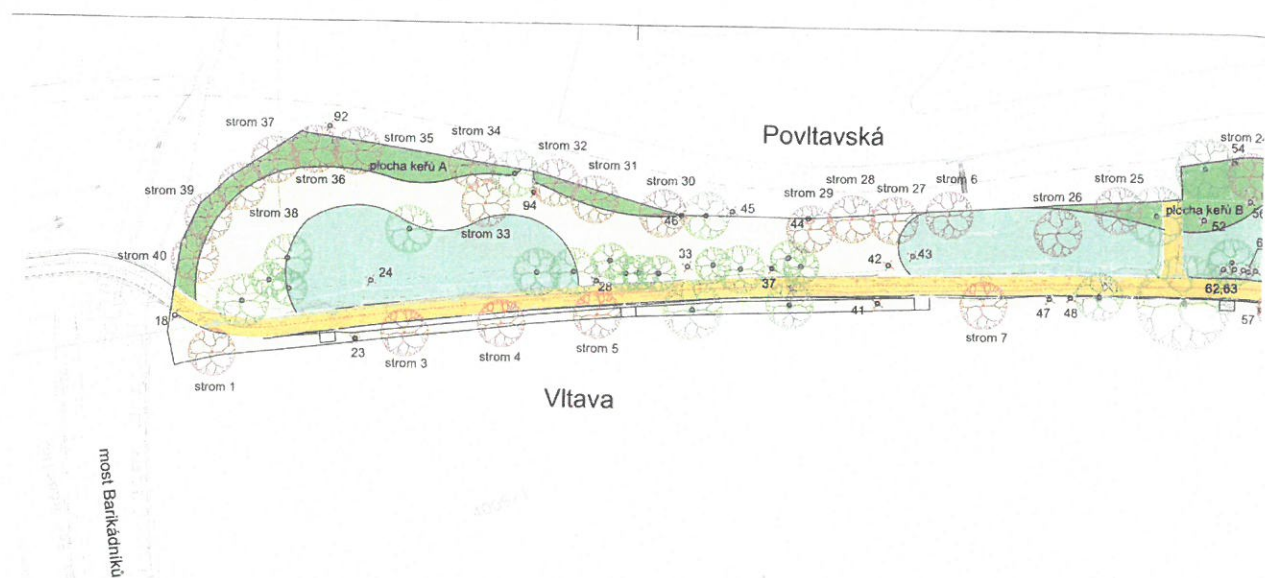 92
strom 37
strom 35
strom 34
strom 32
plocha keřů A
strom 31
strom 36
strom 39
strom 38
94
strom 33
strom 30
46
45
Povltavská
44
strom 29
strom 28
strom 27
strom 6
strom 26
strom 25
plocha keřů B
strom 24
54
56
52
strom 40
24
28
33
37
42
43
62,63
18
23
strom 1
strom 3
strom 4
strom 5
41
strom 7
47
48
57
Vltava
most Barikádníků